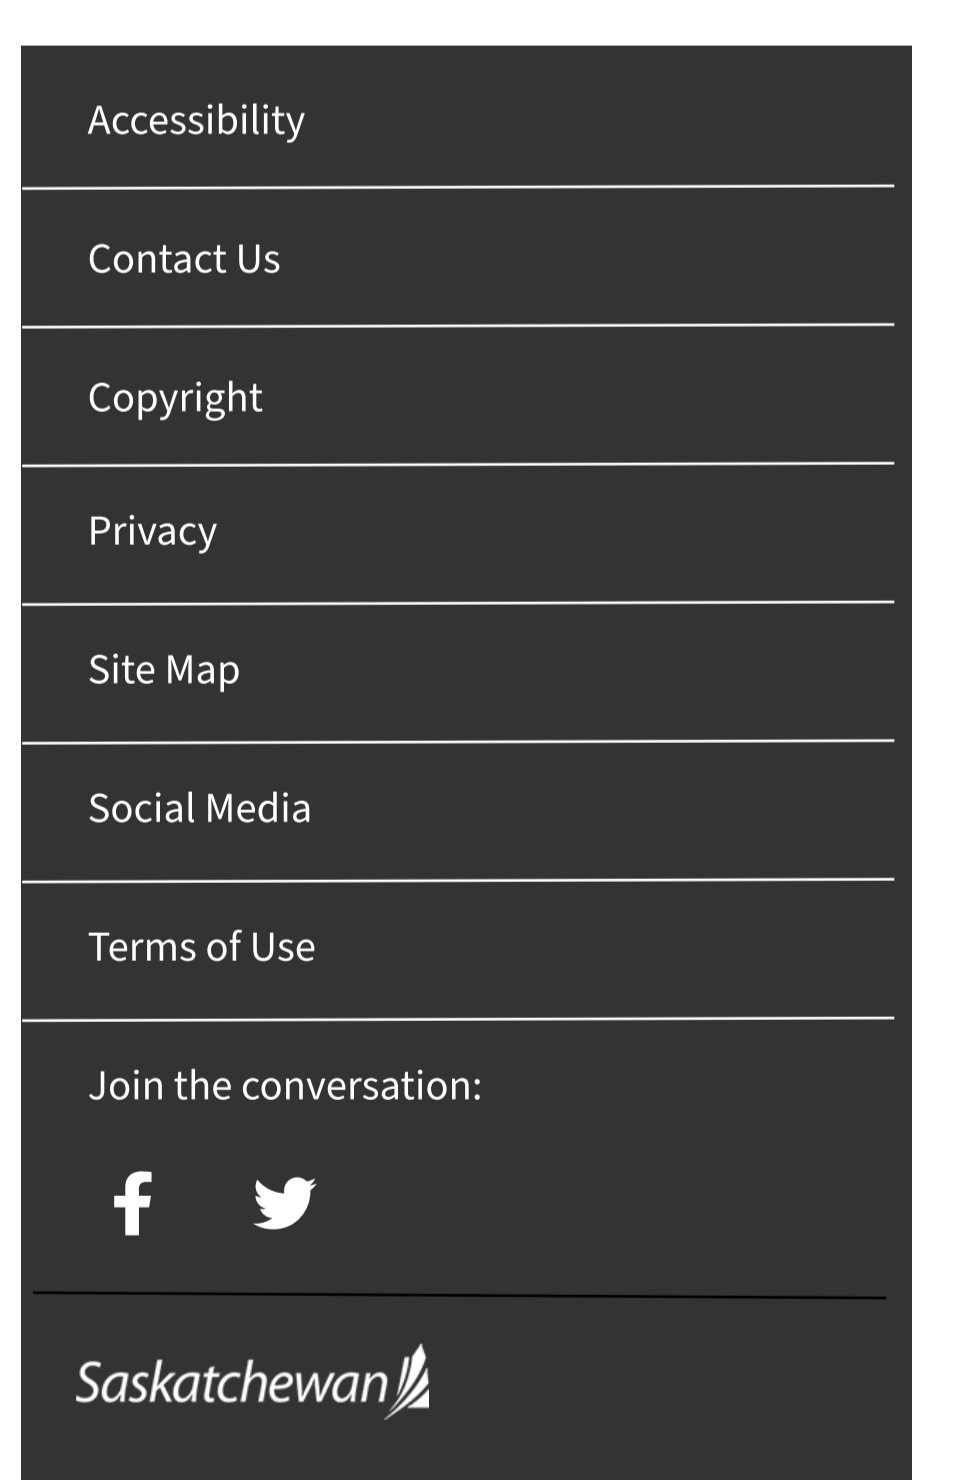 Accessibility
Contact Us
Copyright
Privacy
Site Map
Social Media
Terms of Use
Join the conversation:
Saskatchewan